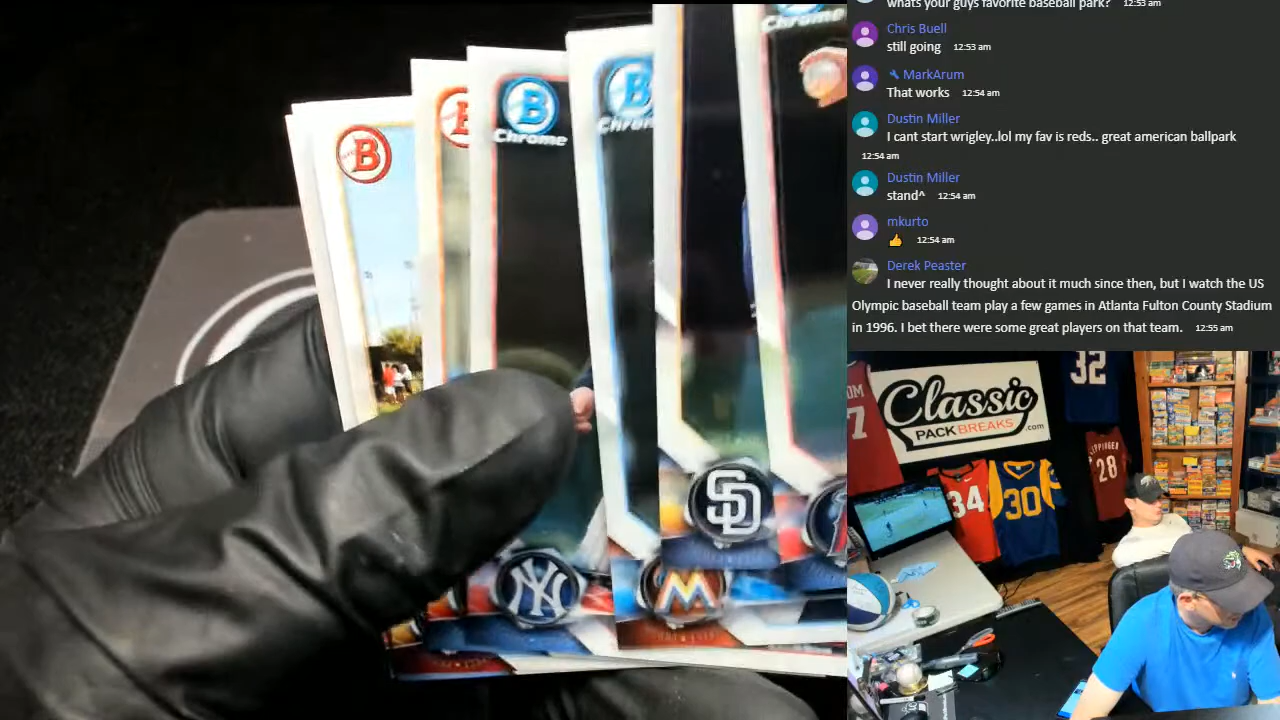 whats your guys favorite baseball park? 12:53 am
Chris Buell
still going 12:53 am
MarkArum
That works 12:54 am
Dustin Miller
I cant start wrigley..lol my fav is reds.. great american ballpark
12:54 am
Dustin Miller
stand^ 12:54 am
mkurto
👍 12:54 am
Derek Peaster
I never really thought about it much since then, but I watch the US
Olympic baseball team play a few games in Atlanta Fulton County Stadium
in 1996. I bet there were some great players on that team. 12:55 am
B
B
B
Chrome
B
Chrome
SD
NY
M
Classic
PACK BREAKS
.com
32
7
34
30
28